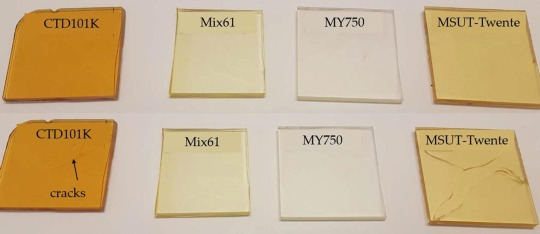 CTD101K
Mix61
MY750
MSUT-Twente
CTD101K
Mix61
MY750
MSUT-Twente
cracks